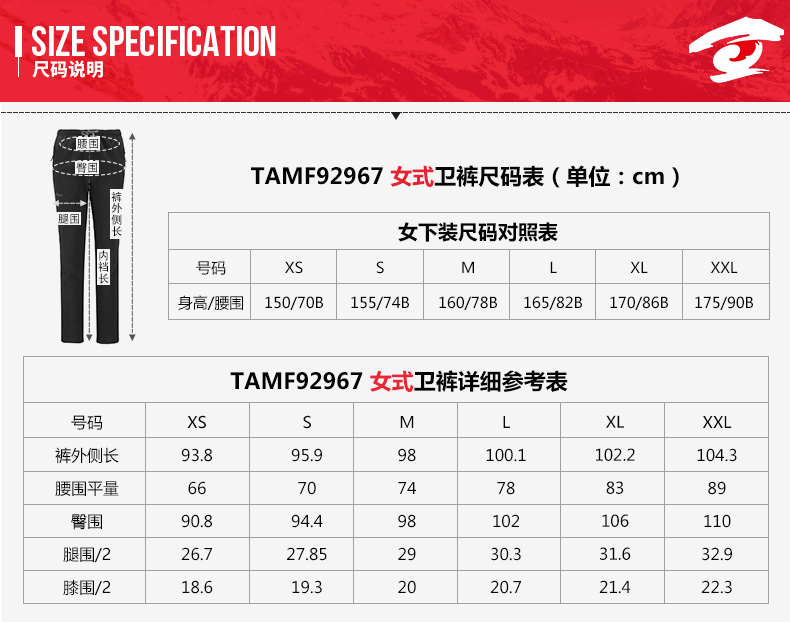 SIZE SPECIFICATION
尺码说明
腰围
臀围
腿围
裤外侧长
内裆长
TAMF92967 女式卫裤尺码表（单位：cm）
女下装尺码对照表
号码 XS S M L XL XXL
身高/腰围 150/70B 155/74B 160/78B 165/82B 170/86B 175/90B
TAMF92967 女式卫裤详细参考表
号码 XS S M L XL XXL
裤外侧长 93.8 95.9 98 100.1 102.2 104.3
腰围平量 66 70 74 78 83 89
臀围 90.8 94.4 98 102 106 110
腿围/2 26.7 27.85 29 30.3 31.6 32.9
膝围/2 18.6 19.3 20 20.7 21.4 22.3